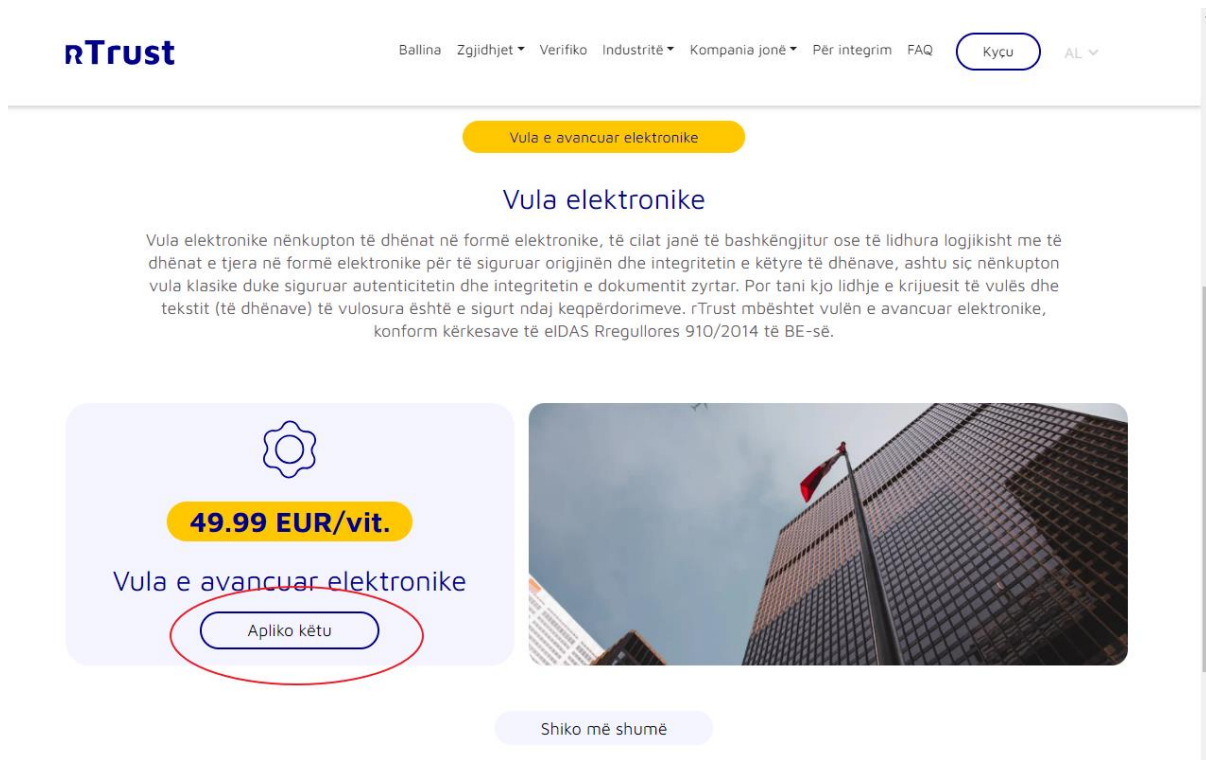 rTrust
Ballina Zgjidhjet Verifiko Industritë Kompania jonë Për integrim FAQ Kyçu AL
Vula e avancuar elektronike
Vula elektronike
Vula elektronike nënkupton të dhënat në formë elektronike, të cilat janë të bashkëngjitur ose të lidhura logjikisht me të
dhënat e tjera në formë elektronike për të siguruar origjinën dhe integritetin e këtyre të dhënave, ashtu siç nënkupton
vula klasike duke siguruar autenticitetin dhe integritetin e dokumentit zyrtar. Por tani kjo lidhje e krijuesit të vulës dhe
tekstit (të dhënave) të vulosura është e sigurt ndaj keqpërdorimeve. rTrust mbështet vulën e avancuar elektronike,
konform kërkesave të eIDAS Rregullores 910/2014 të BE-së.
49.99 EUR/vit.
Vula e avancuar elektronike
Apliko këtu
Shiko më shumë